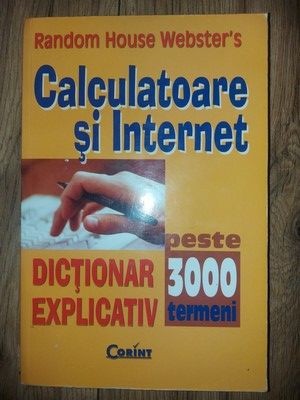 Random House Webster's
Calculatoare
și Internet
peste
3000
termeni
DICȚIONAR
EXPLICATIV
CORINT